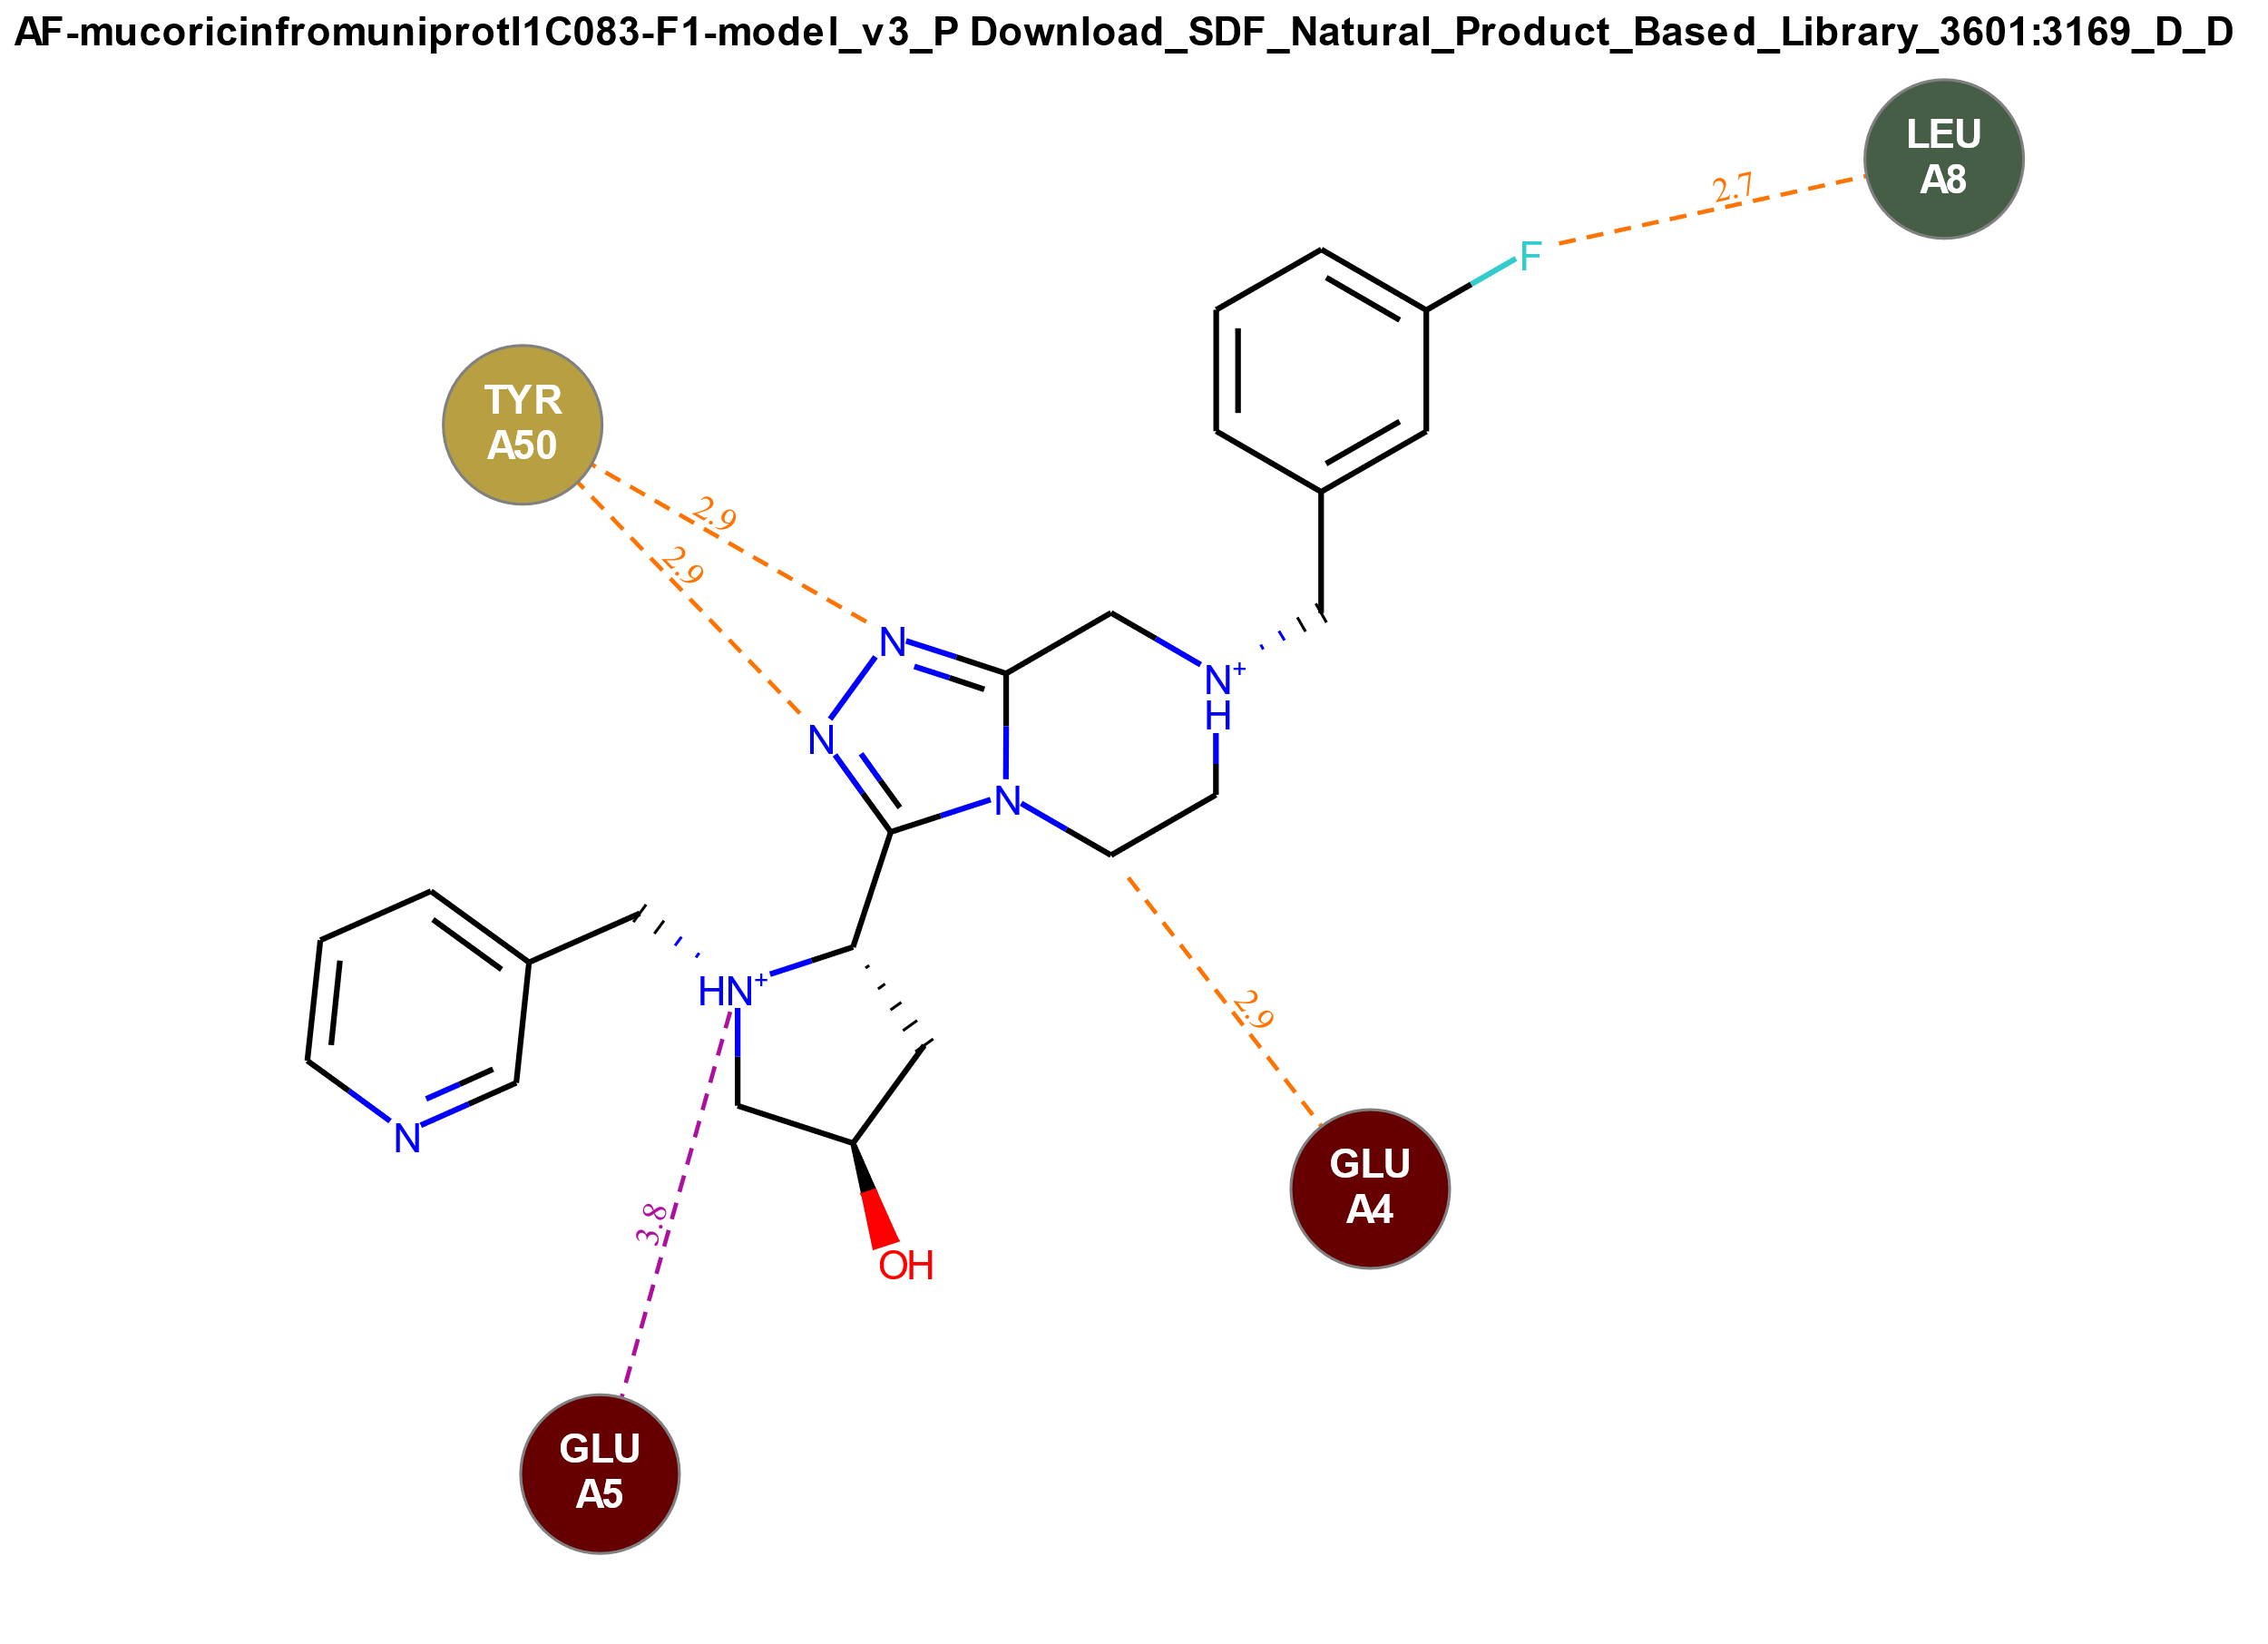 AF-mucoricinfromuniprotI1C083-F1-model_v3_P Download_SDF_Natural_Product_Based_Library_3601:3169_D_D
LEU
A8
2.7
F
TYR
A50
2.9
2.9
N
N
N+
H
N
HN+
2.9
N
GLU
A4
3.8
OH
GLU
A5